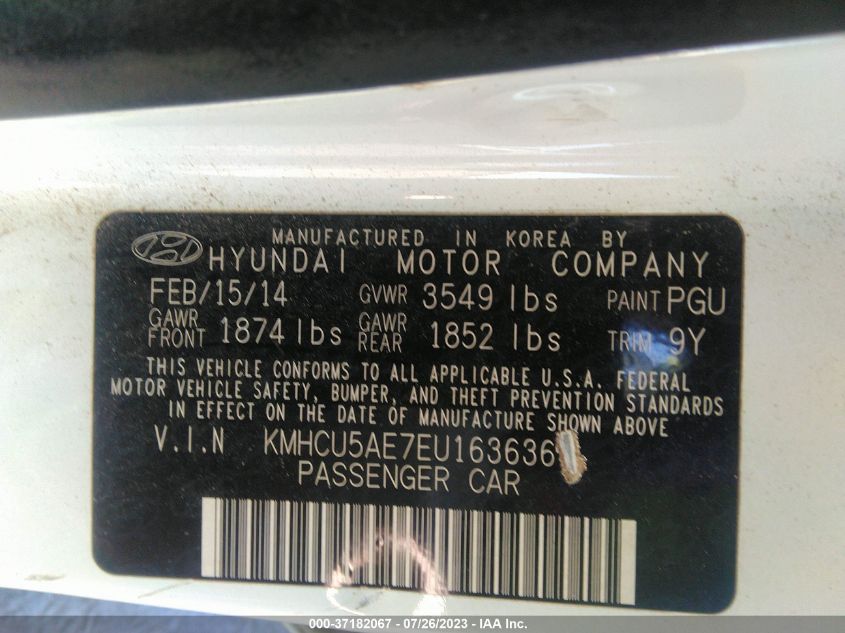 MANUFACTURED IN KOREA BY
HYUNDAI MOTOR COMPANY
FEB/15/14 GVWR 3549 lbs PAINT PGU
GAWR FRONT 1874 lbs GAWR REAR 1852 lbs TRIM 9Y
THIS VEHICLE CONFORMS TO ALL APPLICABLE U.S.A. FEDERAL
MOTOR VEHICLE SAFETY, BUMPER, AND THEFT PREVENTION STANDARDS
IN EFFECT ON THE DATE OF MANUFACTURE SHOWN ABOVE
V.I.N KMHCU5AE7EU163636
PASSENGER CAR
000-37182067 - 07/26/2023 - IAA Inc.